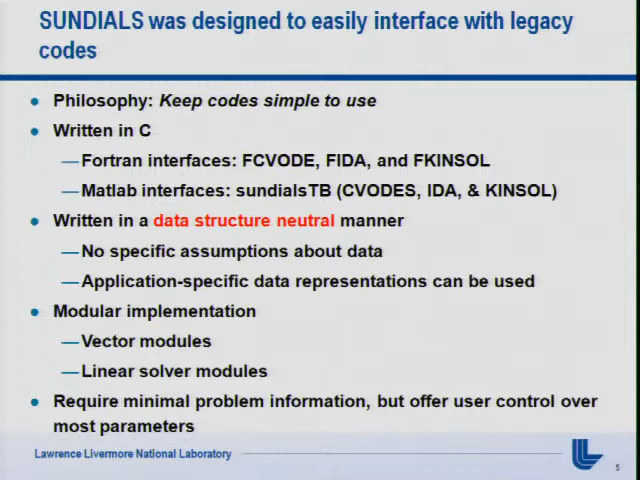 SUNDIALS was designed to easily interface with legacy
codes
● Philosophy: Keep codes simple to use
● Written in C
—Fortran interfaces: FCVODE, FIDA, and FKINSOL
—Matlab interfaces: sundialsTB (CVODES, IDA, & KINSOL)
● Written in a data structure neutral manner
—No specific assumptions about data
—Application-specific data representations can be used
● Modular implementation
—Vector modules
—Linear solver modules
● Require minimal problem information, but offer user control over
most parameters
Lawrence Livermore National Laboratory
5